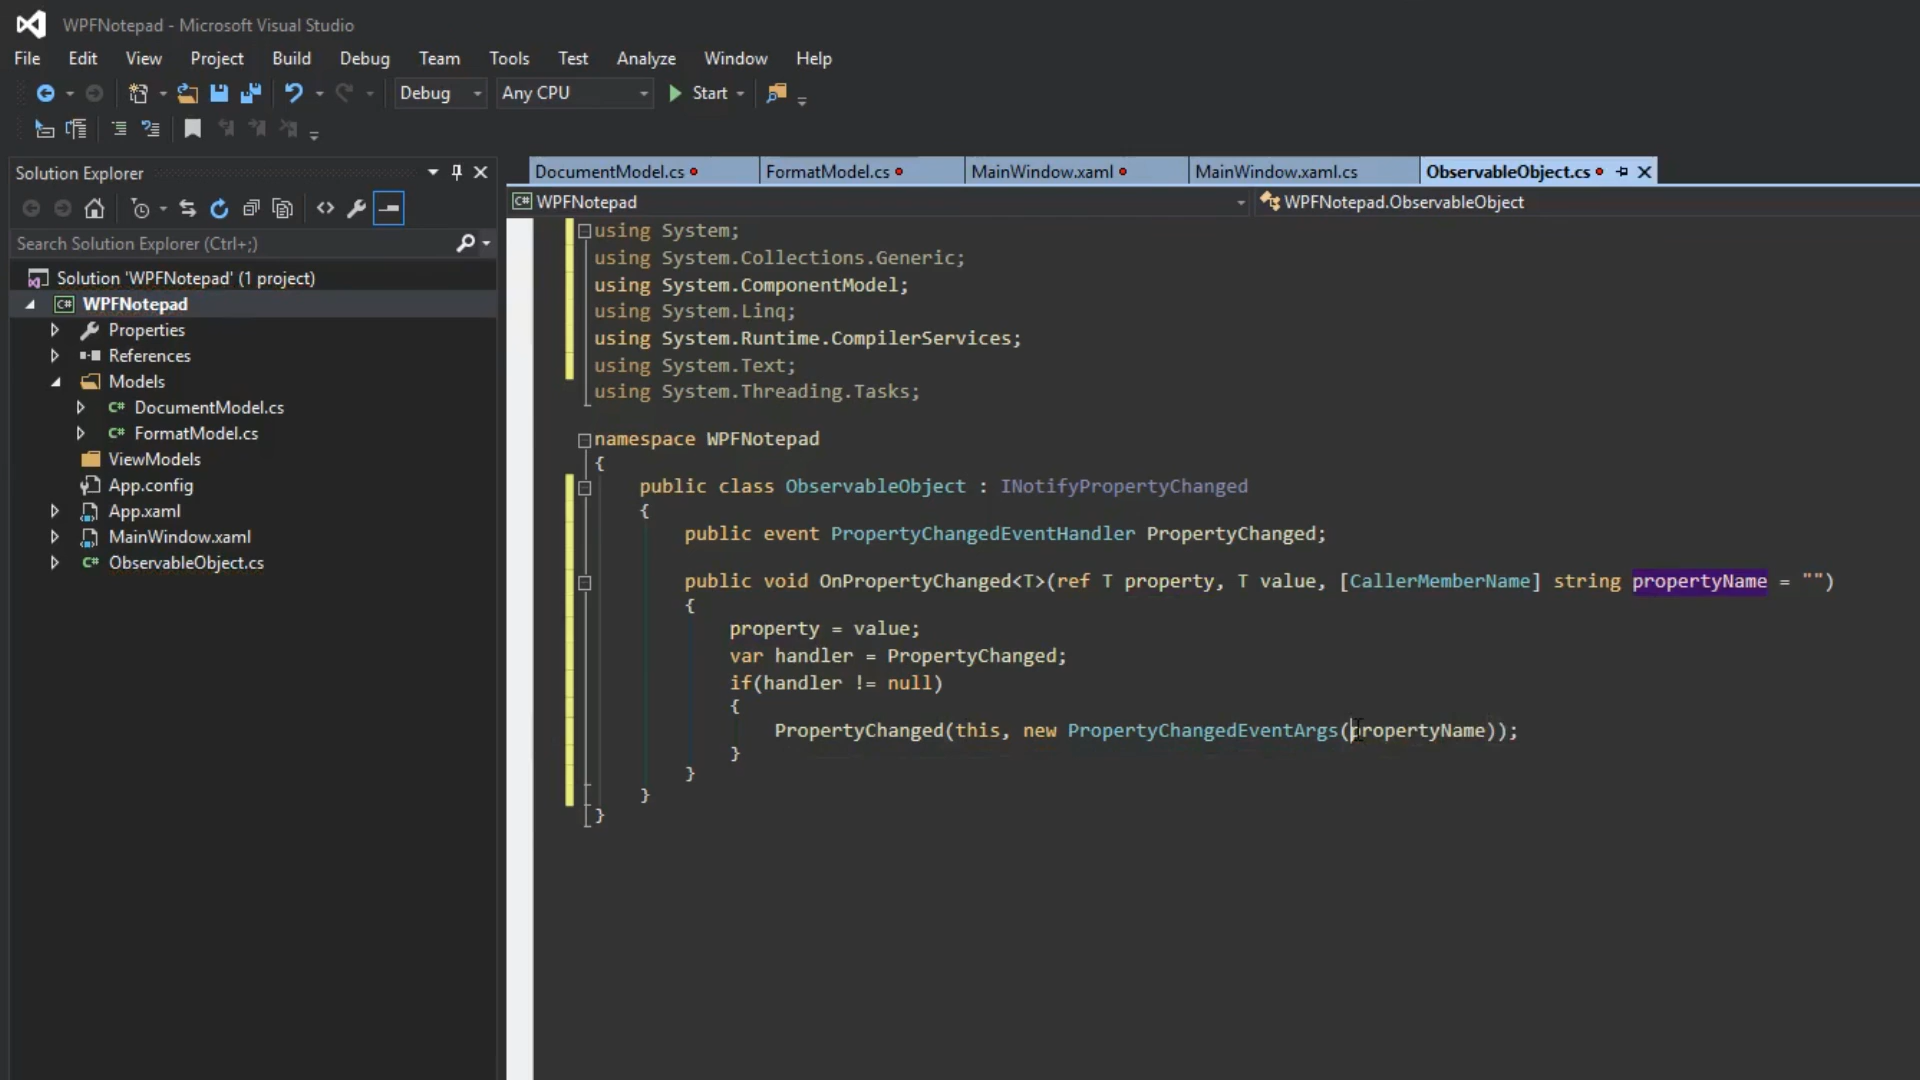 WPFNotepad - Microsoft Visual Studio
File Edit View Project Build Debug Team Tools Test Analyze Window Help
Debug Any CPU Start
Solution Explorer
Search Solution Explorer (Ctrl+;)
Solution 'WPFNotepad' (1 project)
C# WPFNotepad
Properties
References
Models
C# DocumentModel.cs
C# FormatModel.cs
ViewModels
App.config
App.xaml
MainWindow.xaml
C# ObservableObject.cs
DocumentModel.cs FormatModel.cs MainWindow.xaml MainWindow.xaml.cs ObservableObject.cs
C# WPFNotepad WPFNotepad.ObservableObject
using System;
using System.Collections.Generic;
using System.ComponentModel;
using System.Linq;
using System.Runtime.CompilerServices;
using System.Text;
using System.Threading.Tasks;
namespace WPFNotepad
{
public class ObservableObject : INotifyPropertyChanged
{
public event PropertyChangedEventHandler PropertyChanged;
public void OnPropertyChanged<T>(ref T property, T value, [CallerMemberName] string propertyName = "")
{
property = value;
var handler = PropertyChanged;
if(handler != null)
{
PropertyChanged(this, new PropertyChangedEventArgs(propertyName));
}
}
}
}